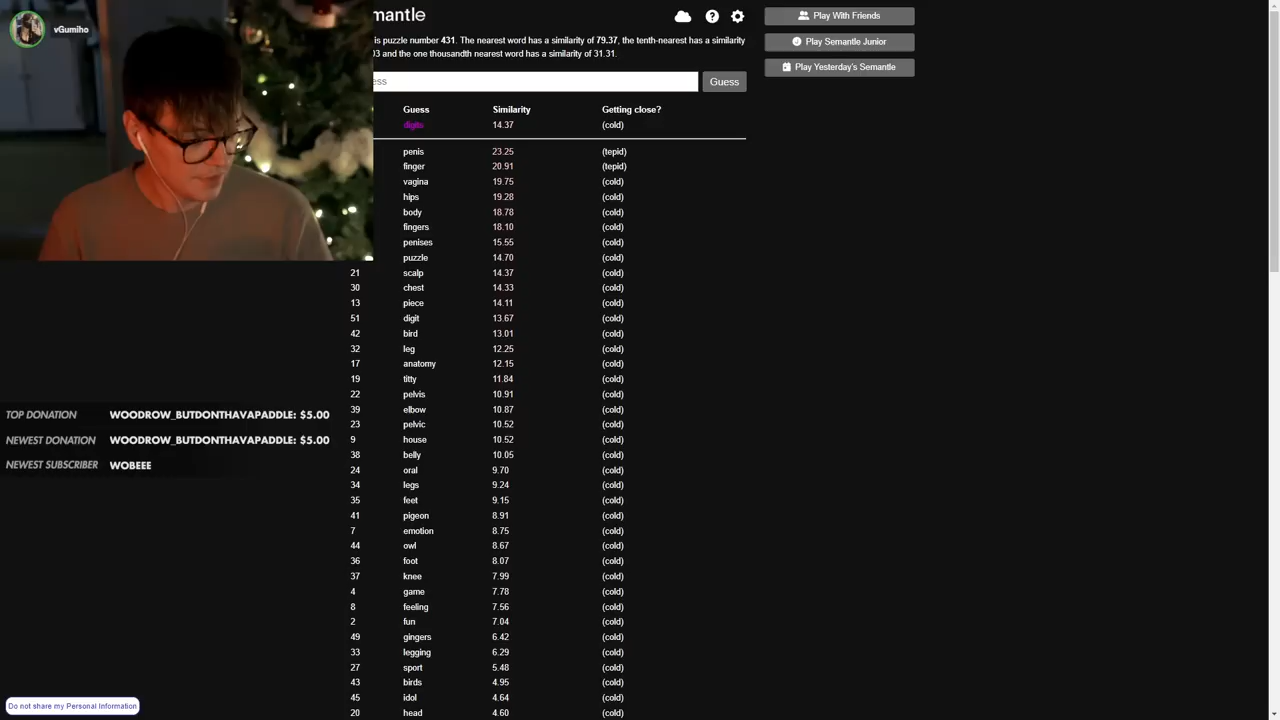 vGumiho
mantle
Play With Friends
is puzzle number 431. The nearest word has a similarity of 79.37, the tenth-nearest has a similarity
03 and the one thousandth nearest word has a similarity of 31.31.
Play Semantle Junior
Play Yesterday's Semantle
ess Guess
Guess Similarity Getting close?
digits 14.37 (cold)
penis 23.25 (tepid)
finger 20.91 (tepid)
vagina 19.75 (cold)
hips 19.28 (cold)
body 18.78 (cold)
fingers 18.10 (cold)
penises 15.55 (cold)
puzzle 14.70 (cold)
21 scalp 14.37 (cold)
30 chest 14.33 (cold)
13 piece 14.11 (cold)
51 digit 13.67 (cold)
42 bird 13.01 (cold)
32 leg 12.25 (cold)
17 anatomy 12.15 (cold)
19 titty 11.84 (cold)
22 pelvis 10.91 (cold)
39 elbow 10.87 (cold)
23 pelvic 10.52 (cold)
9 house 10.52 (cold)
38 belly 10.05 (cold)
24 oral 9.70 (cold)
34 legs 9.24 (cold)
35 feet 9.15 (cold)
41 pigeon 8.91 (cold)
7 emotion 8.75 (cold)
44 owl 8.67 (cold)
36 foot 8.07 (cold)
37 knee 7.99 (cold)
4 game 7.78 (cold)
8 feeling 7.56 (cold)
2 fun 7.04 (cold)
49 gingers 6.42 (cold)
33 legging 6.29 (cold)
27 sport 5.48 (cold)
43 birds 4.95 (cold)
45 idol 4.64 (cold)
20 head 4.60 (cold)
TOP DONATION WOODROW_BUTDONTHAVAPADDLE: $5.00
NEWEST DONATION WOODROW_BUTDONTHAVAPADDLE: $5.00
NEWEST SUBSCRIBER WOBEEE
Do not share my Personal Information